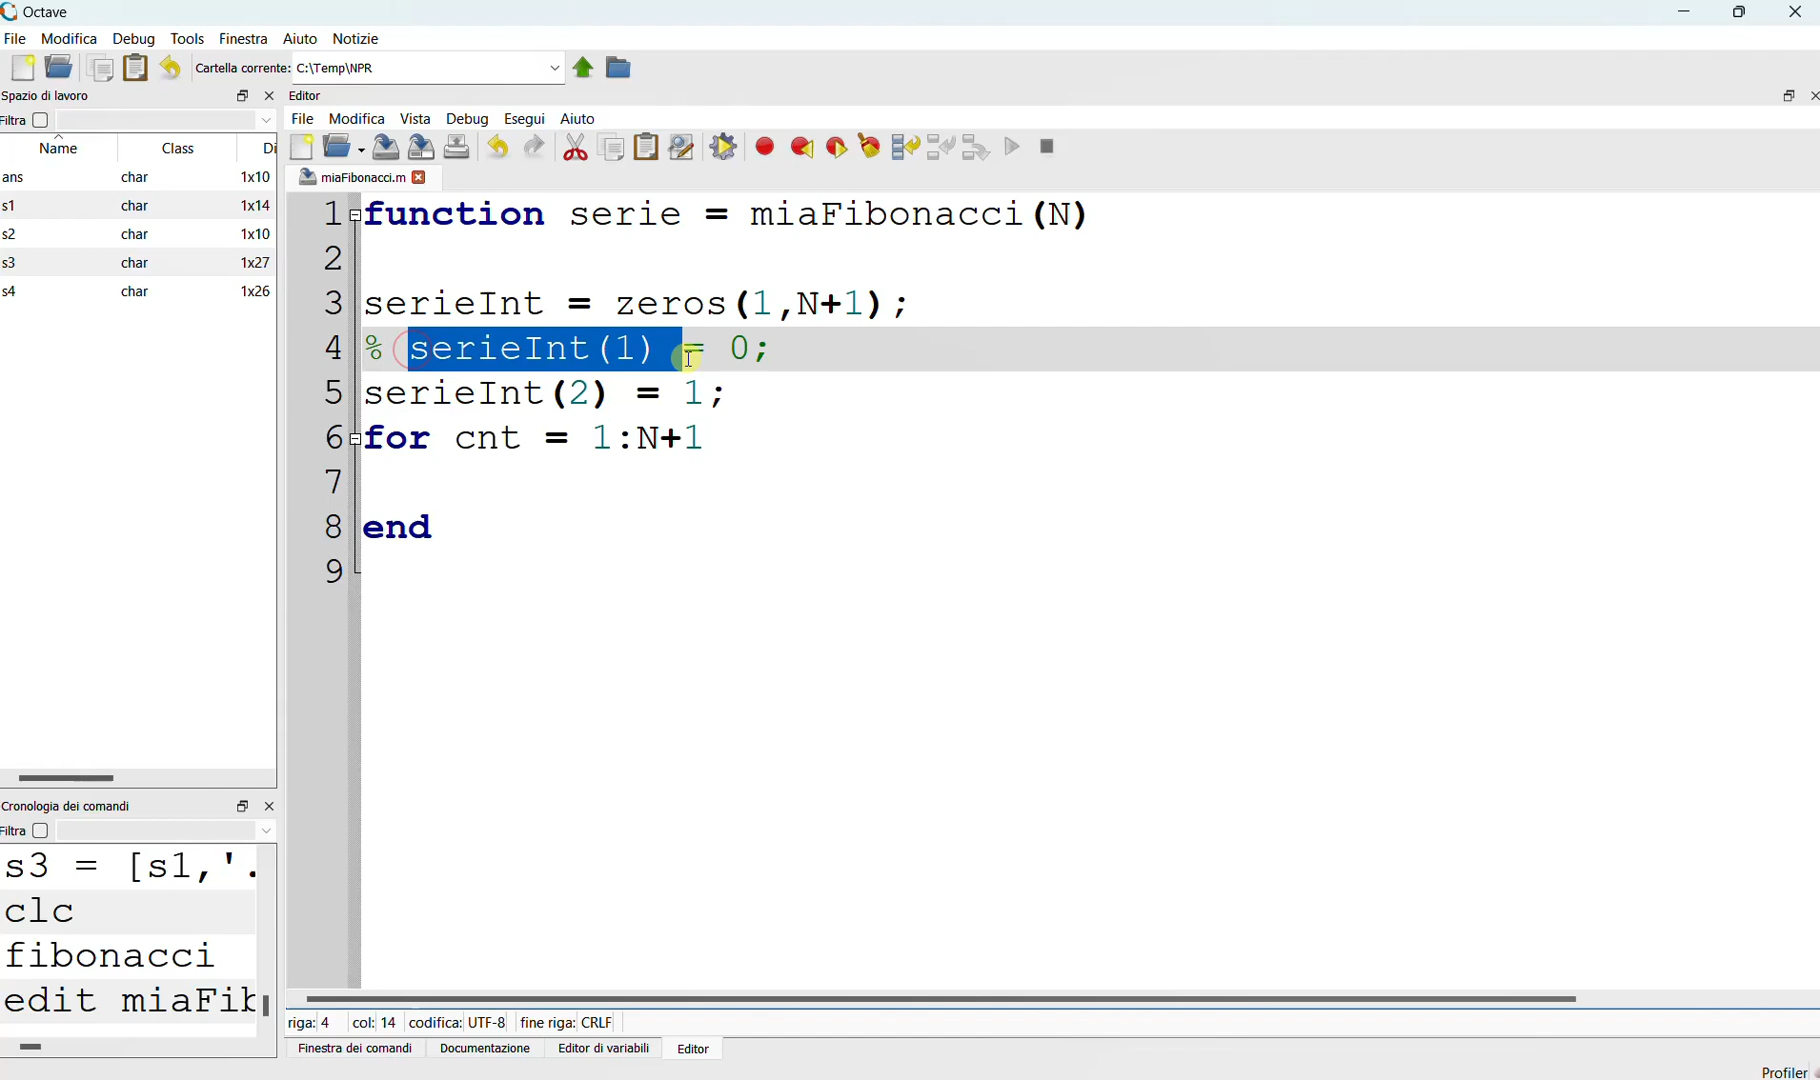 Octave
File Modifica Debug Tools Finestra Aiuto Notizie
Cartella corrente: C:\Temp\NPR
Spazio di lavoro
Filtra
Name Class Di
ans char 1x10
s1 char 1x14
s2 char 1x10
s3 char 1x27
s4 char 1x26
Cronologia dei comandi
Filtra
s3 = [s1,'.
clc
fibonacci
edit miaFib
Editor
File Modifica Vista Debug Esegui Aiuto
miaFibonacci.m
1 function serie = miaFibonacci(N)
2
3 serieInt = zeros(1,N+1);
4 % serieInt(1) = 0;
5 serieInt(2) = 1;
6 for cnt = 1:N+1
7
8 end
9
riga: 4 col: 14 codifica: UTF-8 fine riga: CRLF
Finestra dei comandi Documentazione Editor di variabili Editor
Profiler